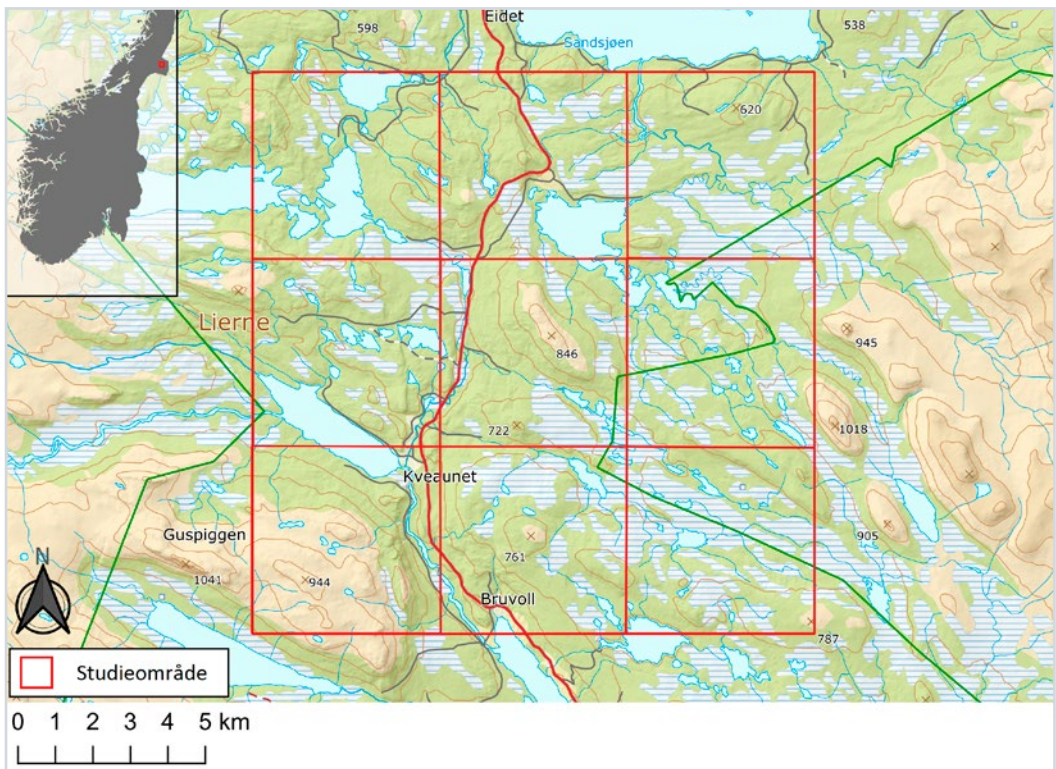 Eidet
598
Sandsjøen
538
620
Lierne
846
945
722
1018
Kveaunet
Guspiggen
761
905
N
1041
944
Bruvoll
787
Studieområde
0 1 2 3 4 5 km